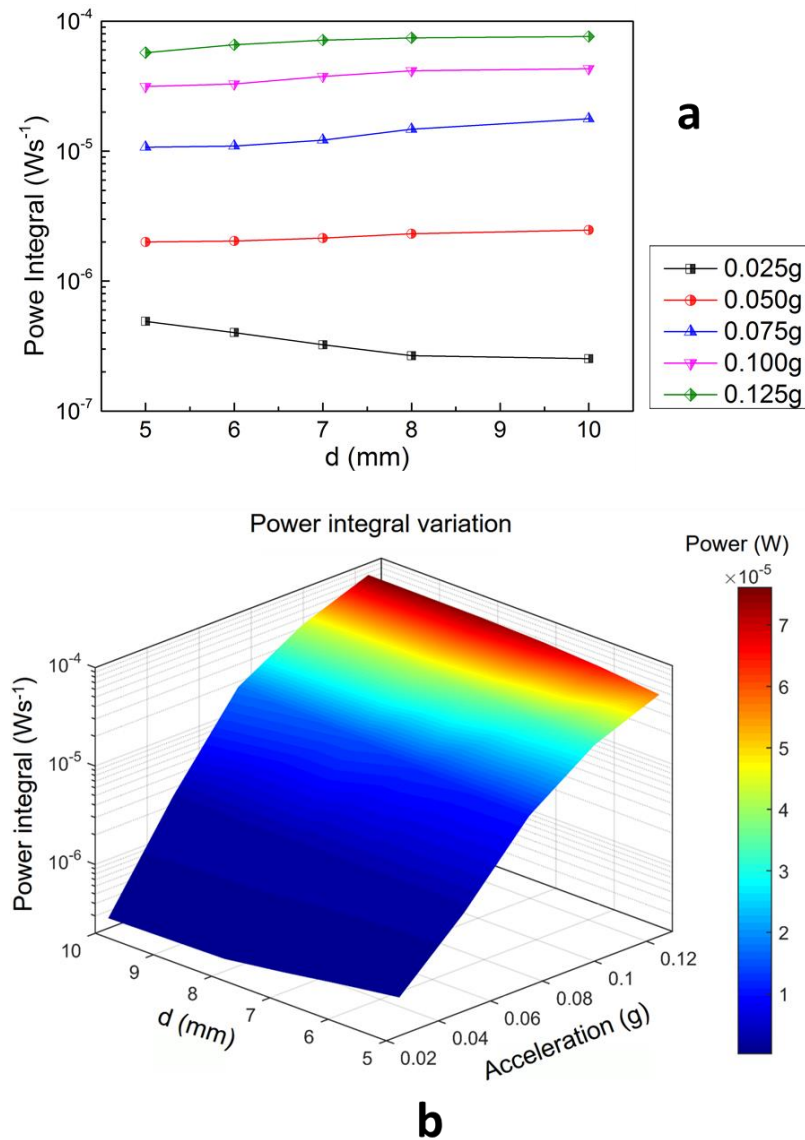 10⁻⁴
10⁻⁵
10⁻⁶
10⁻⁷
Powe Integral (Ws⁻¹)
5 6 7 8 9 10
d (mm)
a
0.025g
0.050g
0.075g
0.100g
0.125g
Power integral variation
Power (W)
×10⁻⁵
7
6
5
4
3
2
1
10⁻⁴
10⁻⁵
10⁻⁶
Power integral (Ws⁻¹)
10 9 8 7 6 5
d (mm)
0.02 0.04 0.06 0.08 0.1 0.12
Acceleration (g)
b